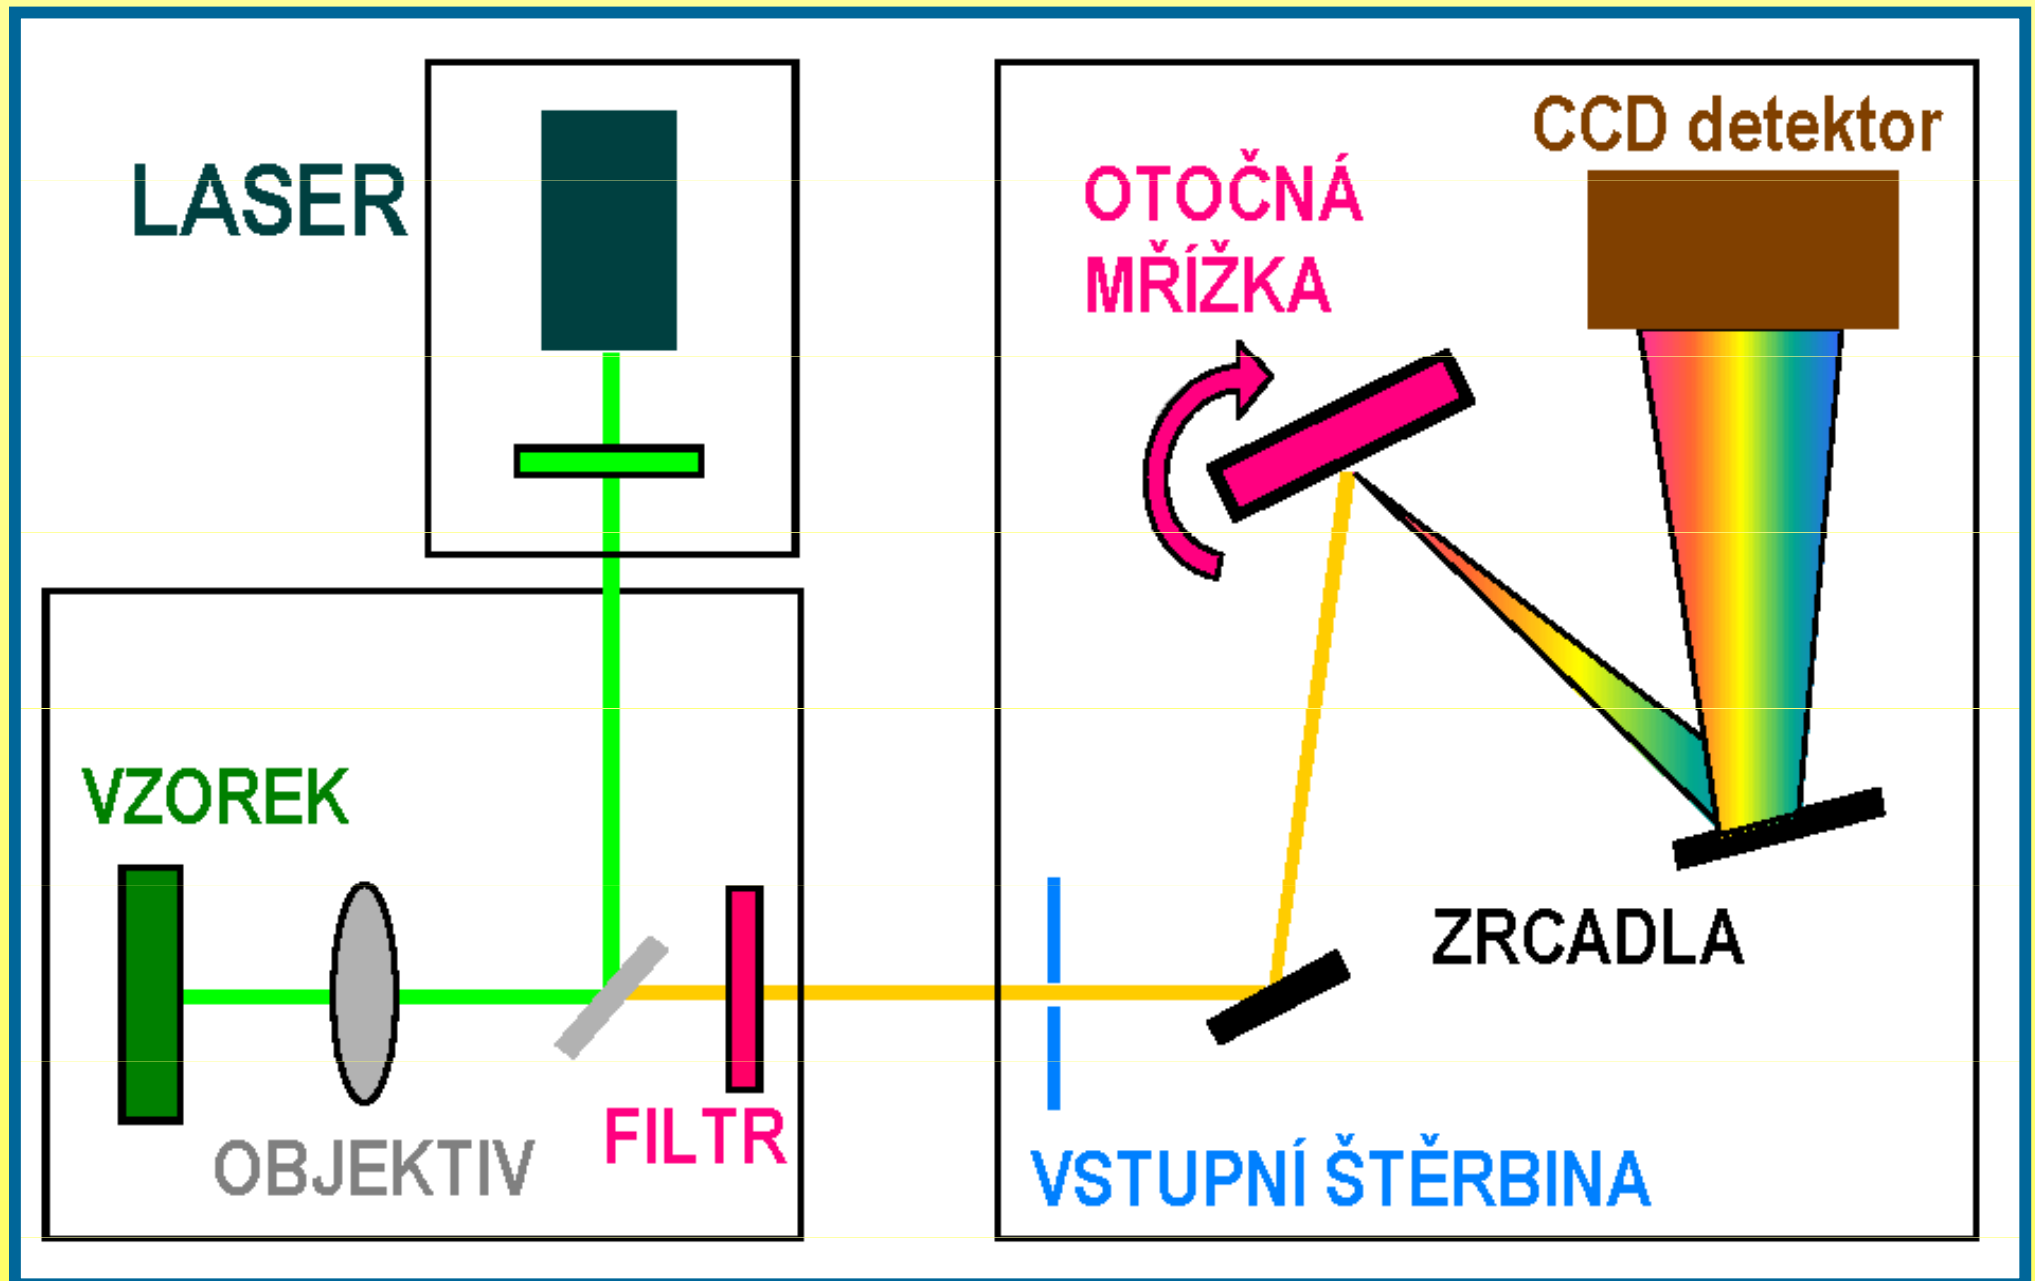 LASER
CCD detektor
OTOČNÁ
MŘÍŽKA
VZOREK
ZRCADLA
OBJEKTIV
FILTR
VSTUPNÍ ŠTĚRBINA